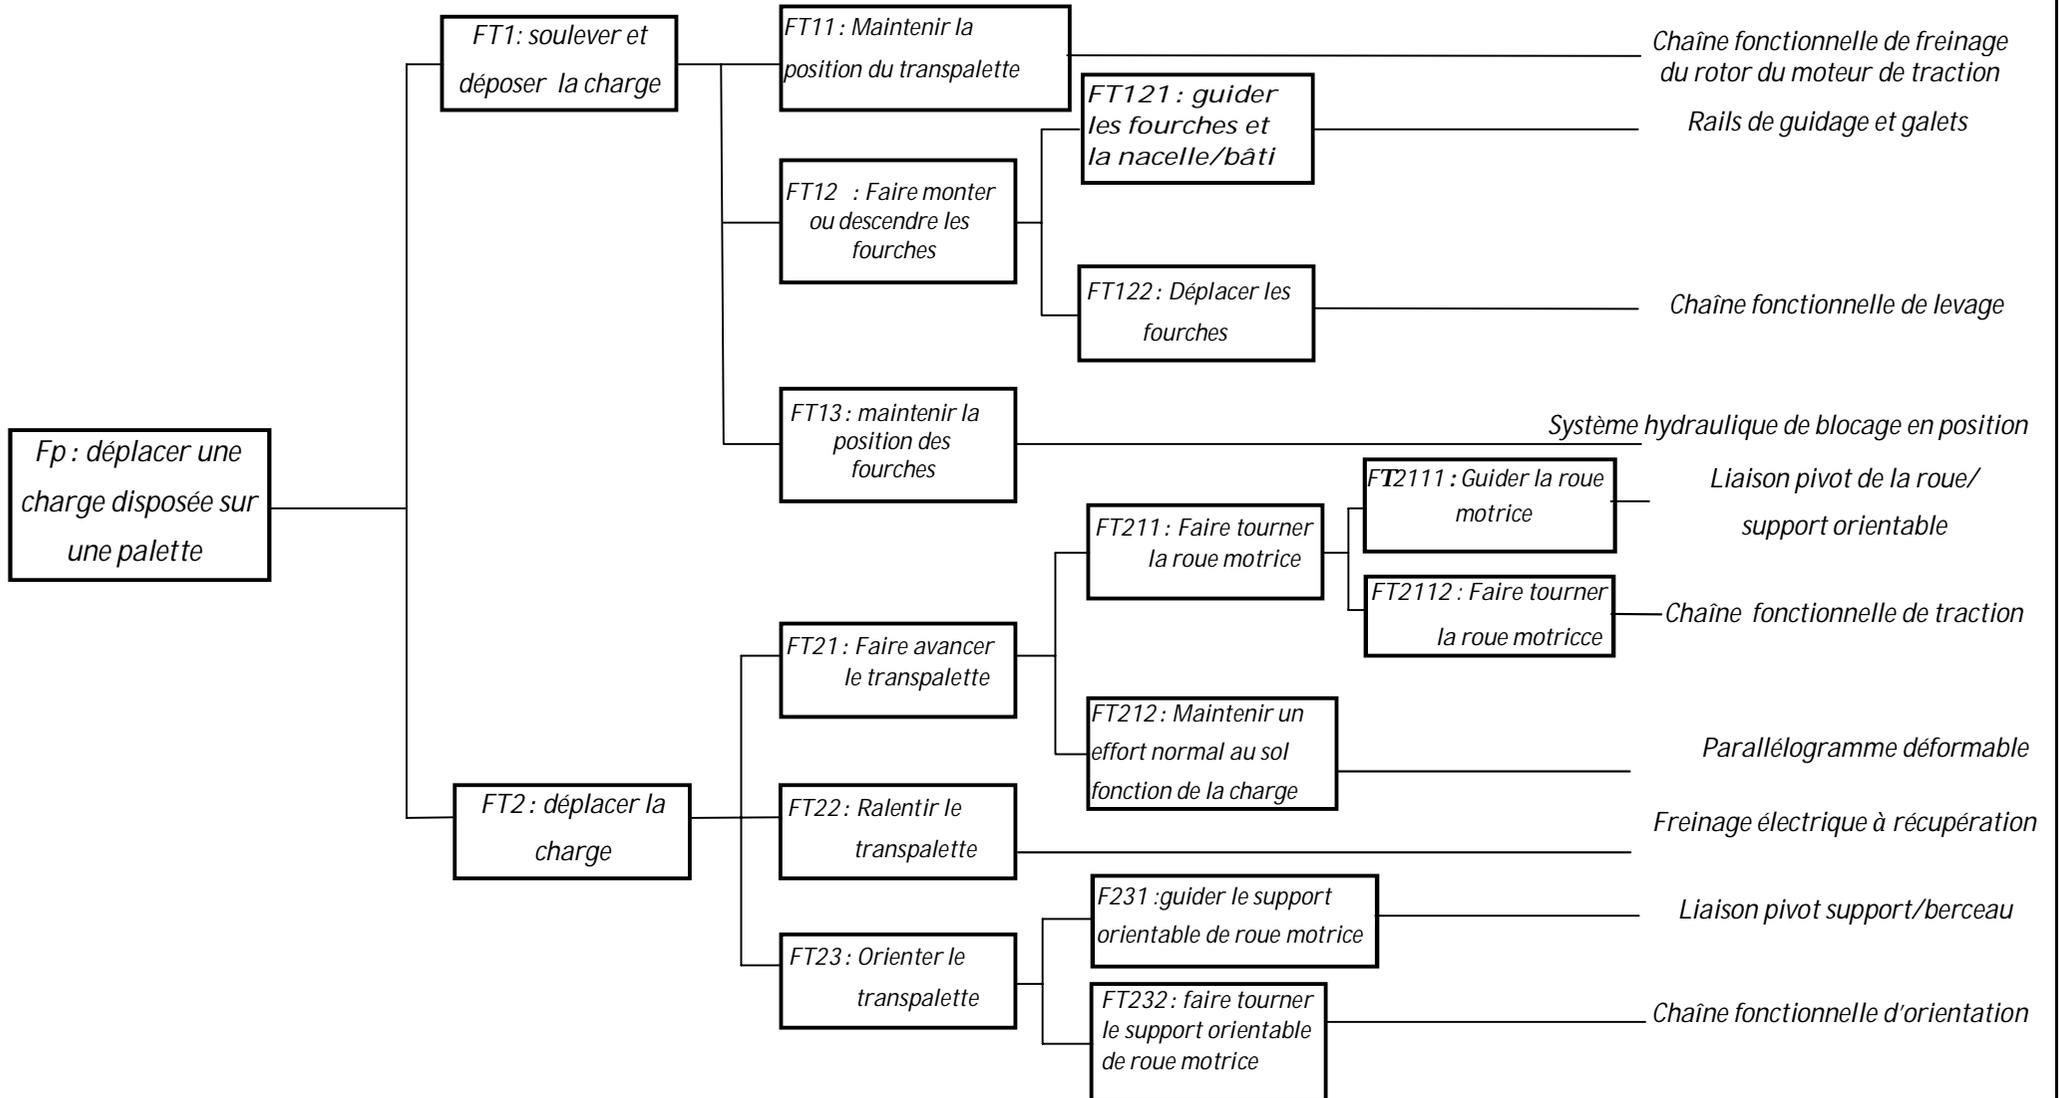 Fp : déplacer une
charge disposée sur
une palette
FT1: soulever et
déposer la charge
FT11 : Maintenir la
position du transpalette
Chaîne fonctionnelle de freinage
du rotor du moteur de traction
FT12 : Faire monter
ou descendre les
fourches
FT121 : guider
les fourches et
la nacelle/bâti
Rails de guidage et galets
FT122 : Déplacer les
fourches
Chaîne fonctionnelle de levage
FT13 : maintenir la
position des
fourches
Système hydraulique de blocage en position
FT2 : déplacer la
charge
FT21 : Faire avancer
le transpalette
FT211 : Faire tourner
la roue motrice
FT2111 : Guider la roue
motrice
Liaison pivot de la roue/
support orientable
FT2112 : Faire tourner
la roue motricce
Chaîne fonctionnelle de traction
FT212 : Maintenir un
effort normal au sol
fonction de la charge
Parallélogramme déformable
FT22 : Ralentir le
transpalette
Freinage électrique à récupération
FT23 : Orienter le
transpalette
F231 :guider le support
orientable de roue motrice
Liaison pivot support/berceau
FT232 : faire tourner
le support orientable
de roue motrice
Chaîne fonctionnelle d'orientation